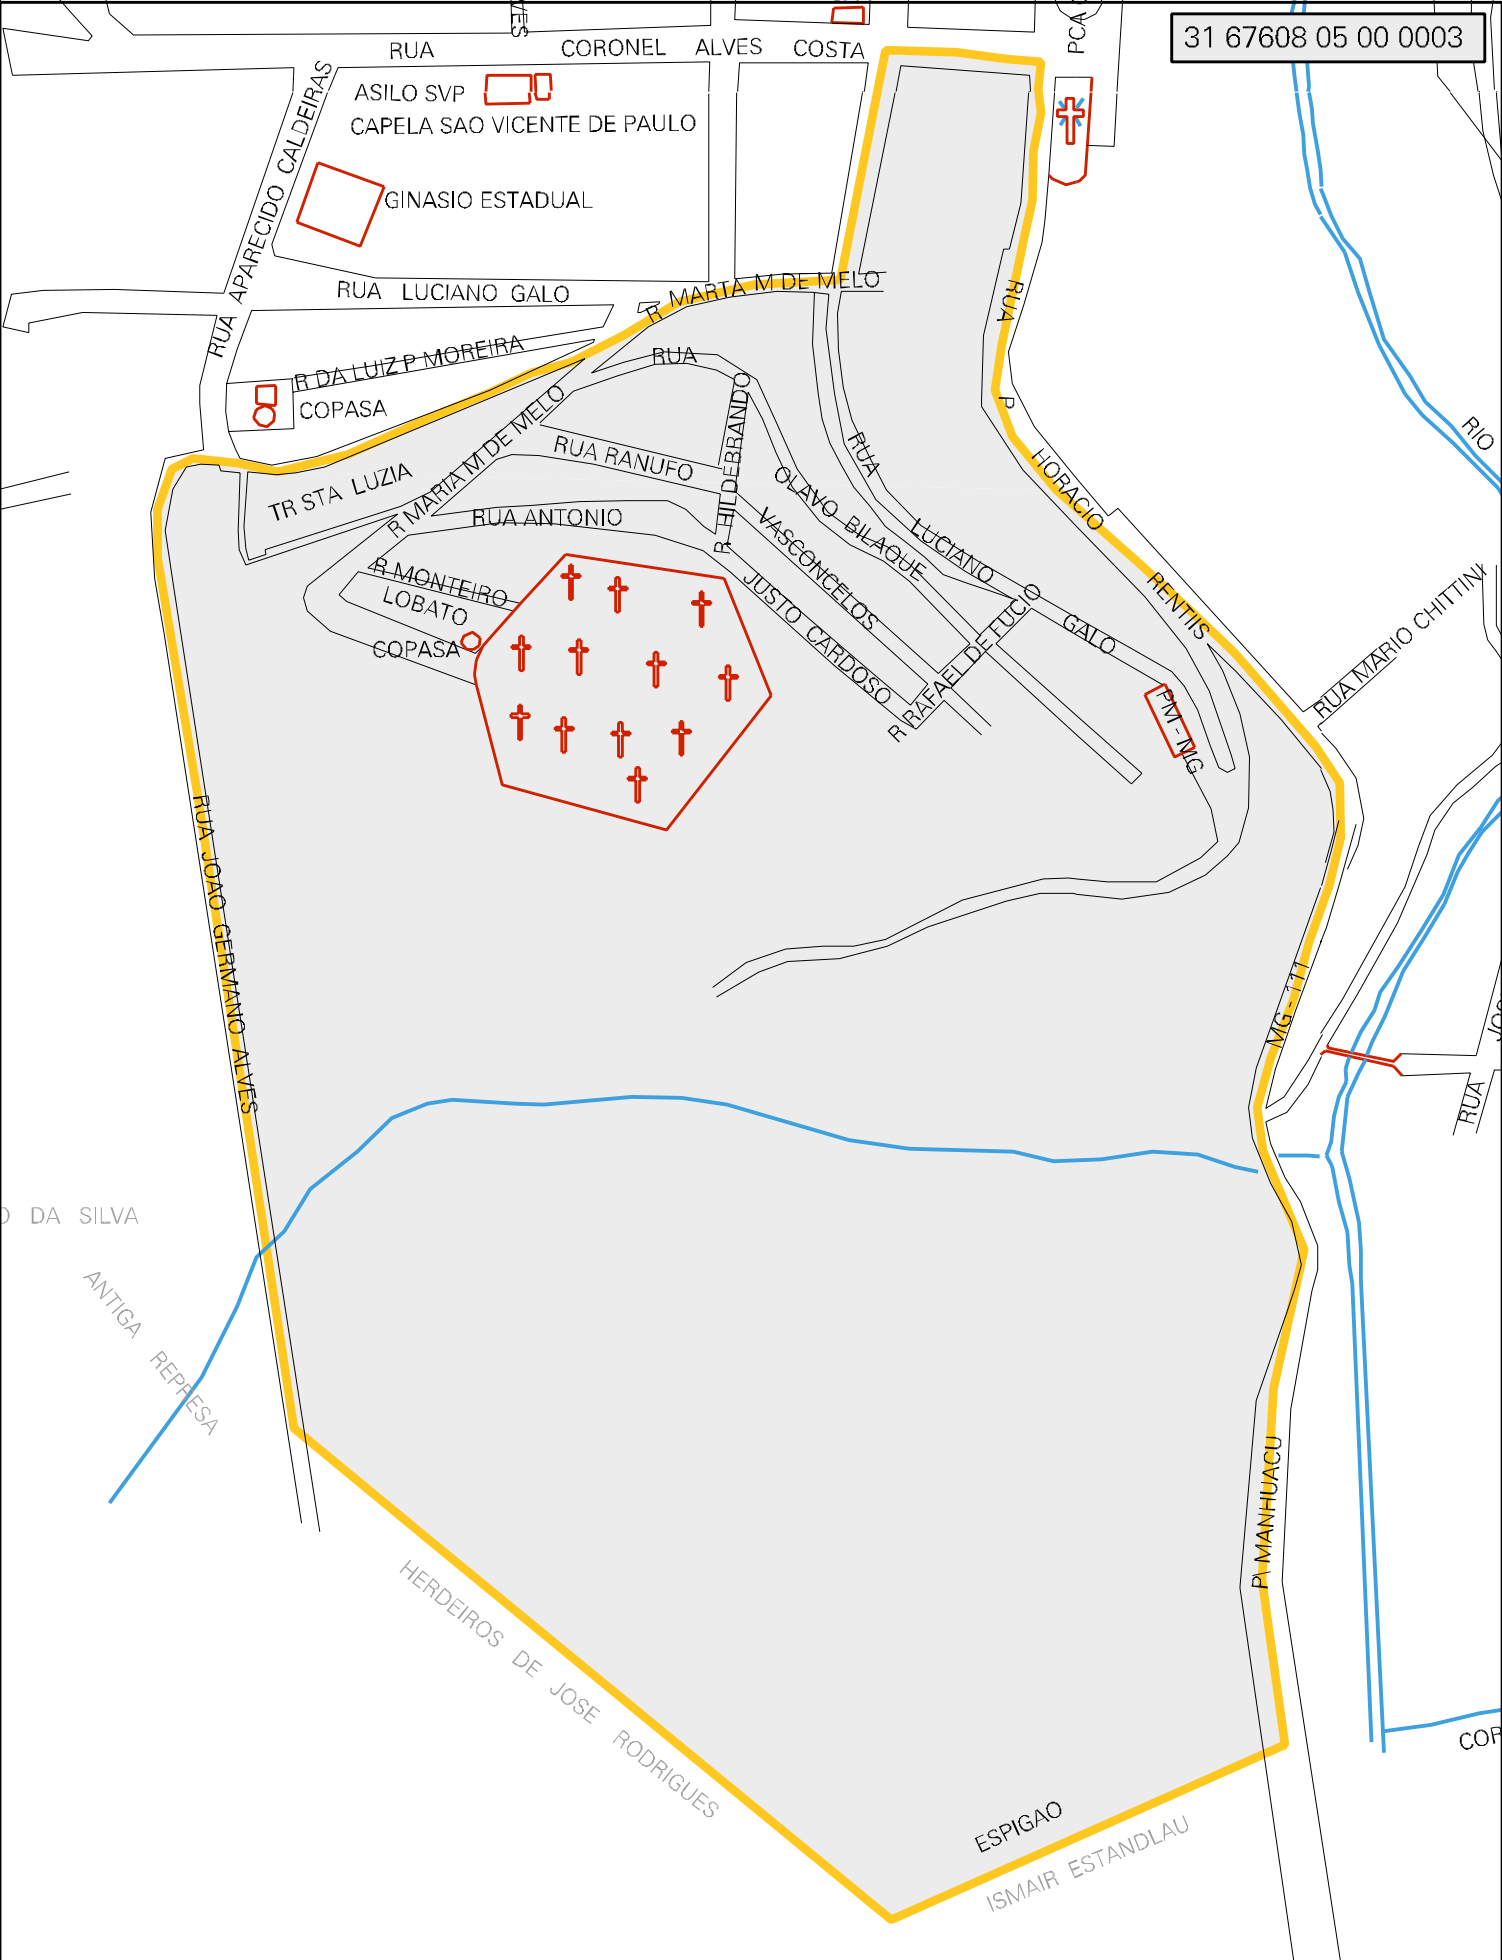 31 67608 05 00 0003
RUA CORONEL ALVES COSTA
ASILO SVP
CAPELA SAO VICENTE DE PAULO
RUA APARECIDO CALDEIRAS
GINASIO ESTADUAL
RUA LUCIANO GALO
R MARTA M DE MELO
R DA LUIZ P MOREIRA
COPASA
RUA P HORACIO RENTIIS
RIO
RUA OLAVO BILAQUE
R MARIA M DE MELO
R HILDEBRANDO
RUA RANUFO VASCONCELOS
RUA LUCIANO GALO
TR STA LUZIA
RUA ANTONIO JUSTO CARDOSO
R MONTEIRO
LOBATO
COPASA
R RAFAEL DE FUCIO
RUA MARIO CHITTINI
PM - MG
RUA JOAO GERMANO ALVES
MG - 111
RUA
DA SILVA
ANTIGA REPRESA
P\ MANHUACU
HERDEIROS DE JOSE RODRIGUES
ESPIGAO
ISMAIR ESTANDLAU